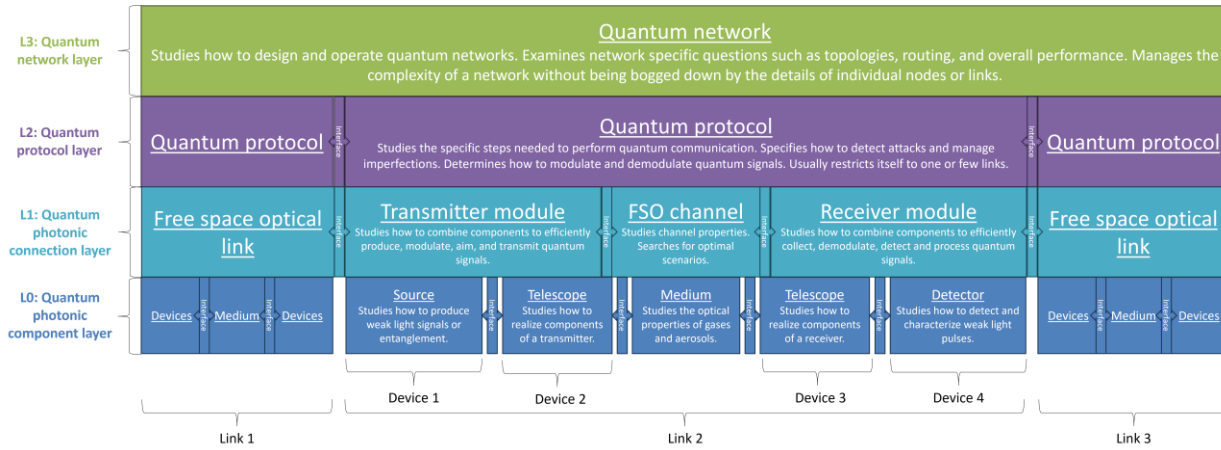 L3: Quantum
network layer
Quantum network
Studies how to design and operate quantum networks. Examines network specific questions such as topologies, routing, and overall performance. Manages the
complexity of a network without being bogged down by the details of individual nodes or links.
L2: Quantum
protocol layer
Quantum protocol
Interface
Quantum protocol
Studies the specific steps needed to perform quantum communication. Specifies how to detect attacks and manage
imperfections. Determines how to modulate and demodulate quantum signals. Usually restricts itself to one or few links.
Interface
Quantum protocol
L1: Quantum
photonic
connection layer
Free space optical
link
Interface
Transmitter module
Studies how to combine components to efficiently
produce, modulate, aim, and transmit quantum
signals.
Interface
FSO channel
Studies channel properties.
Searches for optimal
scenarios.
Interface
Receiver module
Studies how to combine components to efficiently
collect, demodulate, detect and process quantum
signals.
Interface
Free space optical
link
L0: Quantum
photonic
component layer
Devices
Interface
Medium
Interface
Devices
Source
Studies how to produce
weak light signals or
entanglement.
Interface
Telescope
Studies how to
realize components
of a transmitter.
Interface
Medium
Studies the optical
properties of gases
and aerosols.
Interface
Telescope
Studies how to
realize components
of a receiver.
Interface
Detector
Studies how to detect and
characterize weak light
pulses.
Devices
Interface
Medium
Interface
Devices
Device 1
Device 2
Device 3
Device 4
Link 1
Link 2
Link 3